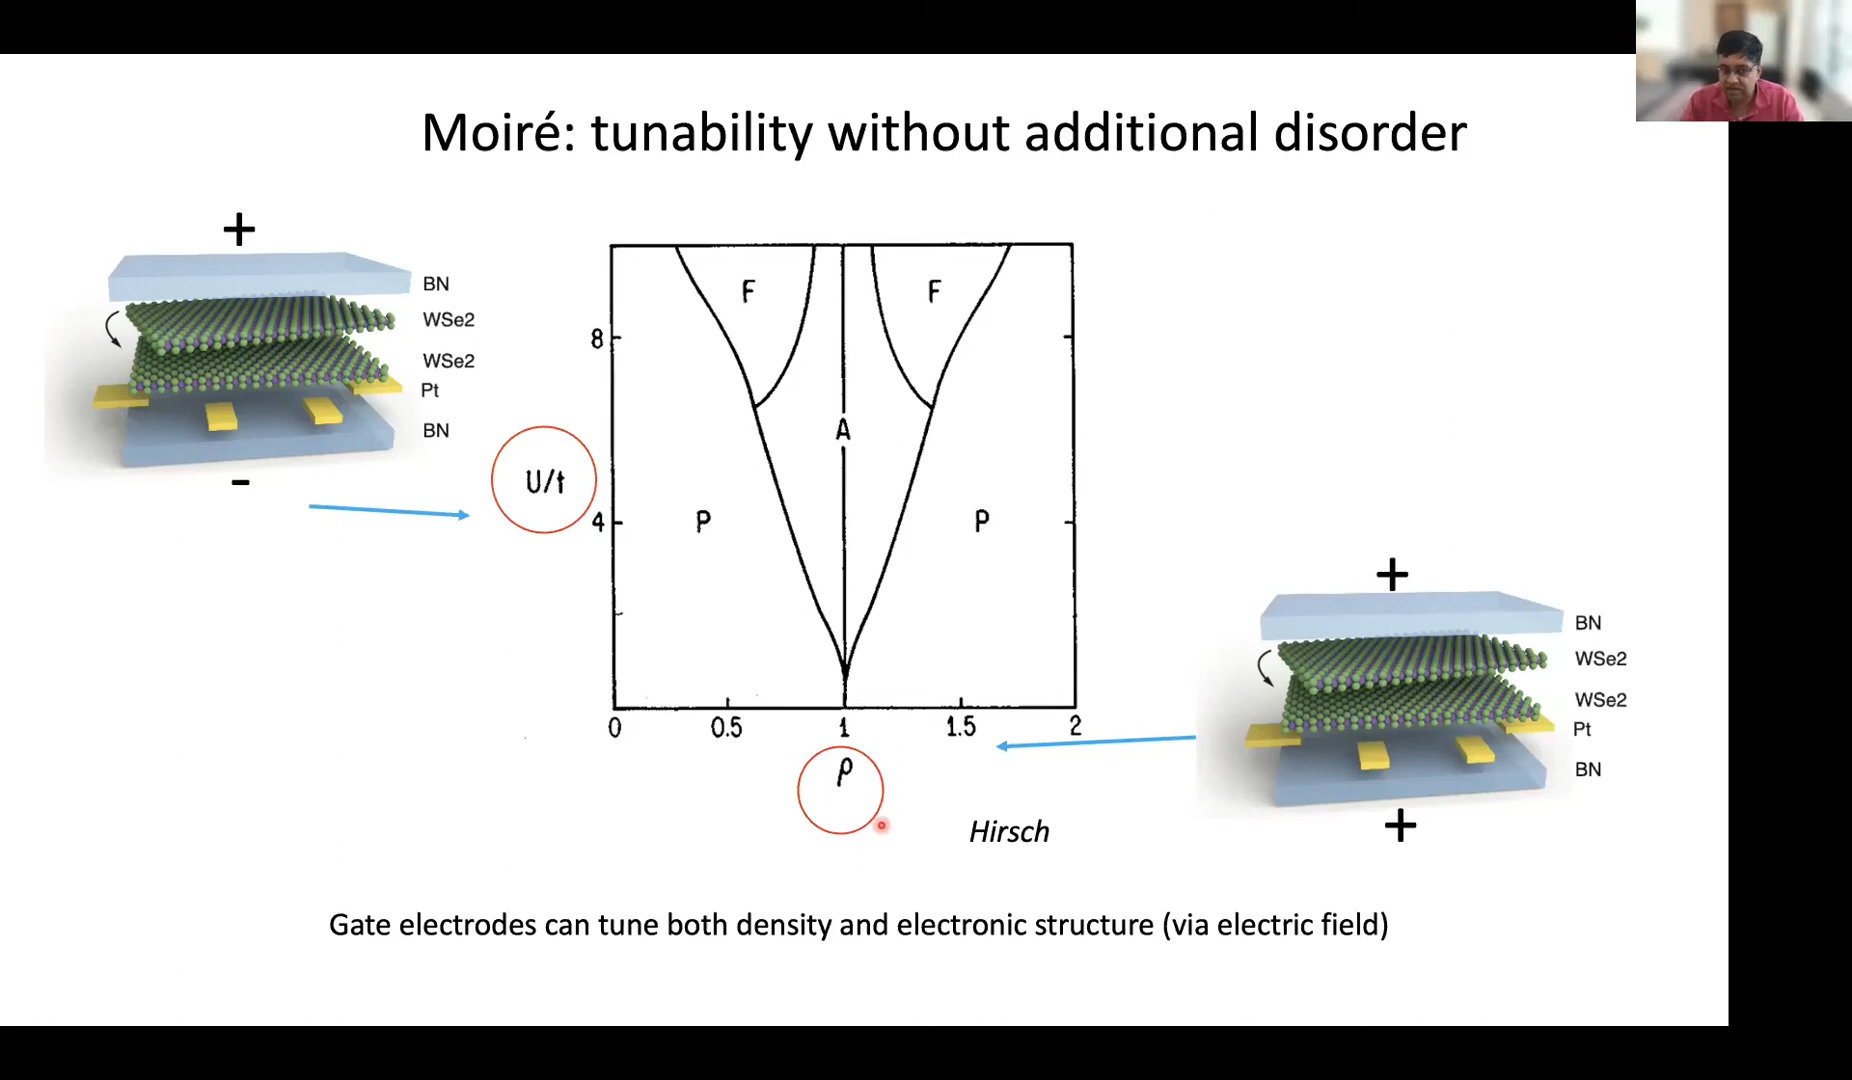 Moiré: tunability without additional disorder
+
BN
WSe2
WSe2
Pt
BN
-
U/t
8
4
F
F
A
P
P
0
0.5
1
1.5
2
ρ
Hirsch
+
BN
WSe2
WSe2
Pt
BN
+
Gate electrodes can tune both density and electronic structure (via electric field)